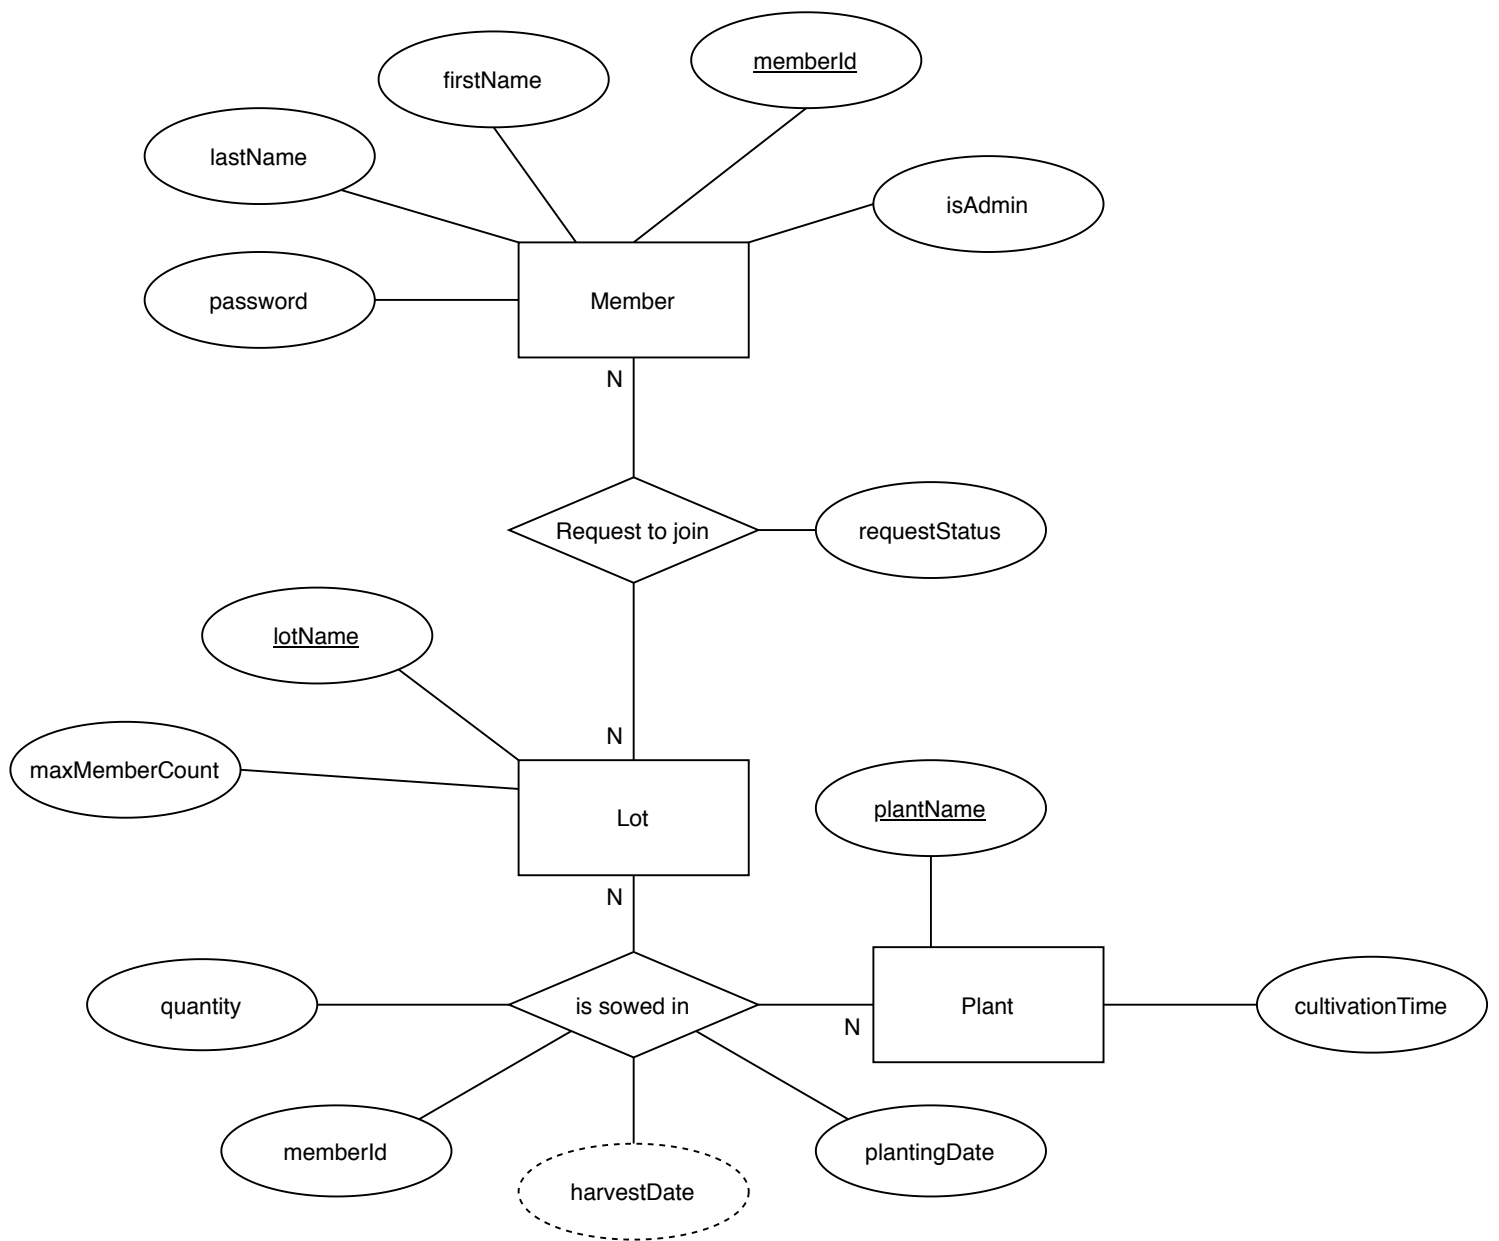 memberId
firstName
lastName
isAdmin
password
Member
N
Request to join
requestStatus
lotName
N
maxMemberCount
Lot
plantName
N
quantity
is sowed in
N
Plant
cultivationTime
memberId
harvestDate
plantingDate